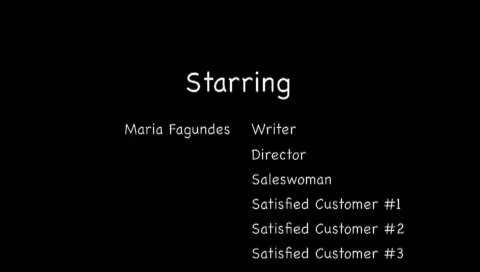 Starring
Maria Fagundes Writer
Director
Saleswoman
Satisfied Customer #1
Satisfied Customer #2
Satisfied Customer #3